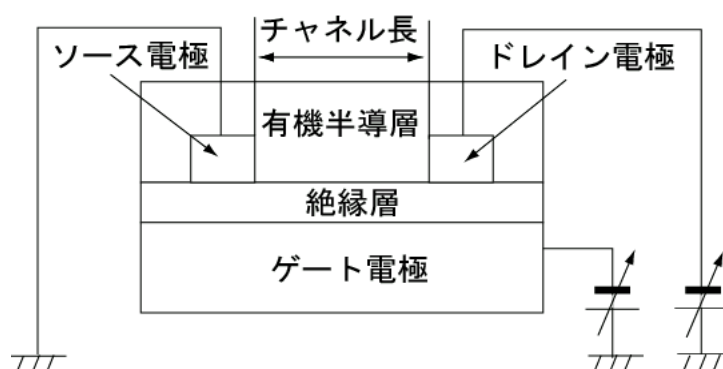 チャネル長
ソース電極
ドレイン電極
有機半導層
絶縁層
ゲート電極